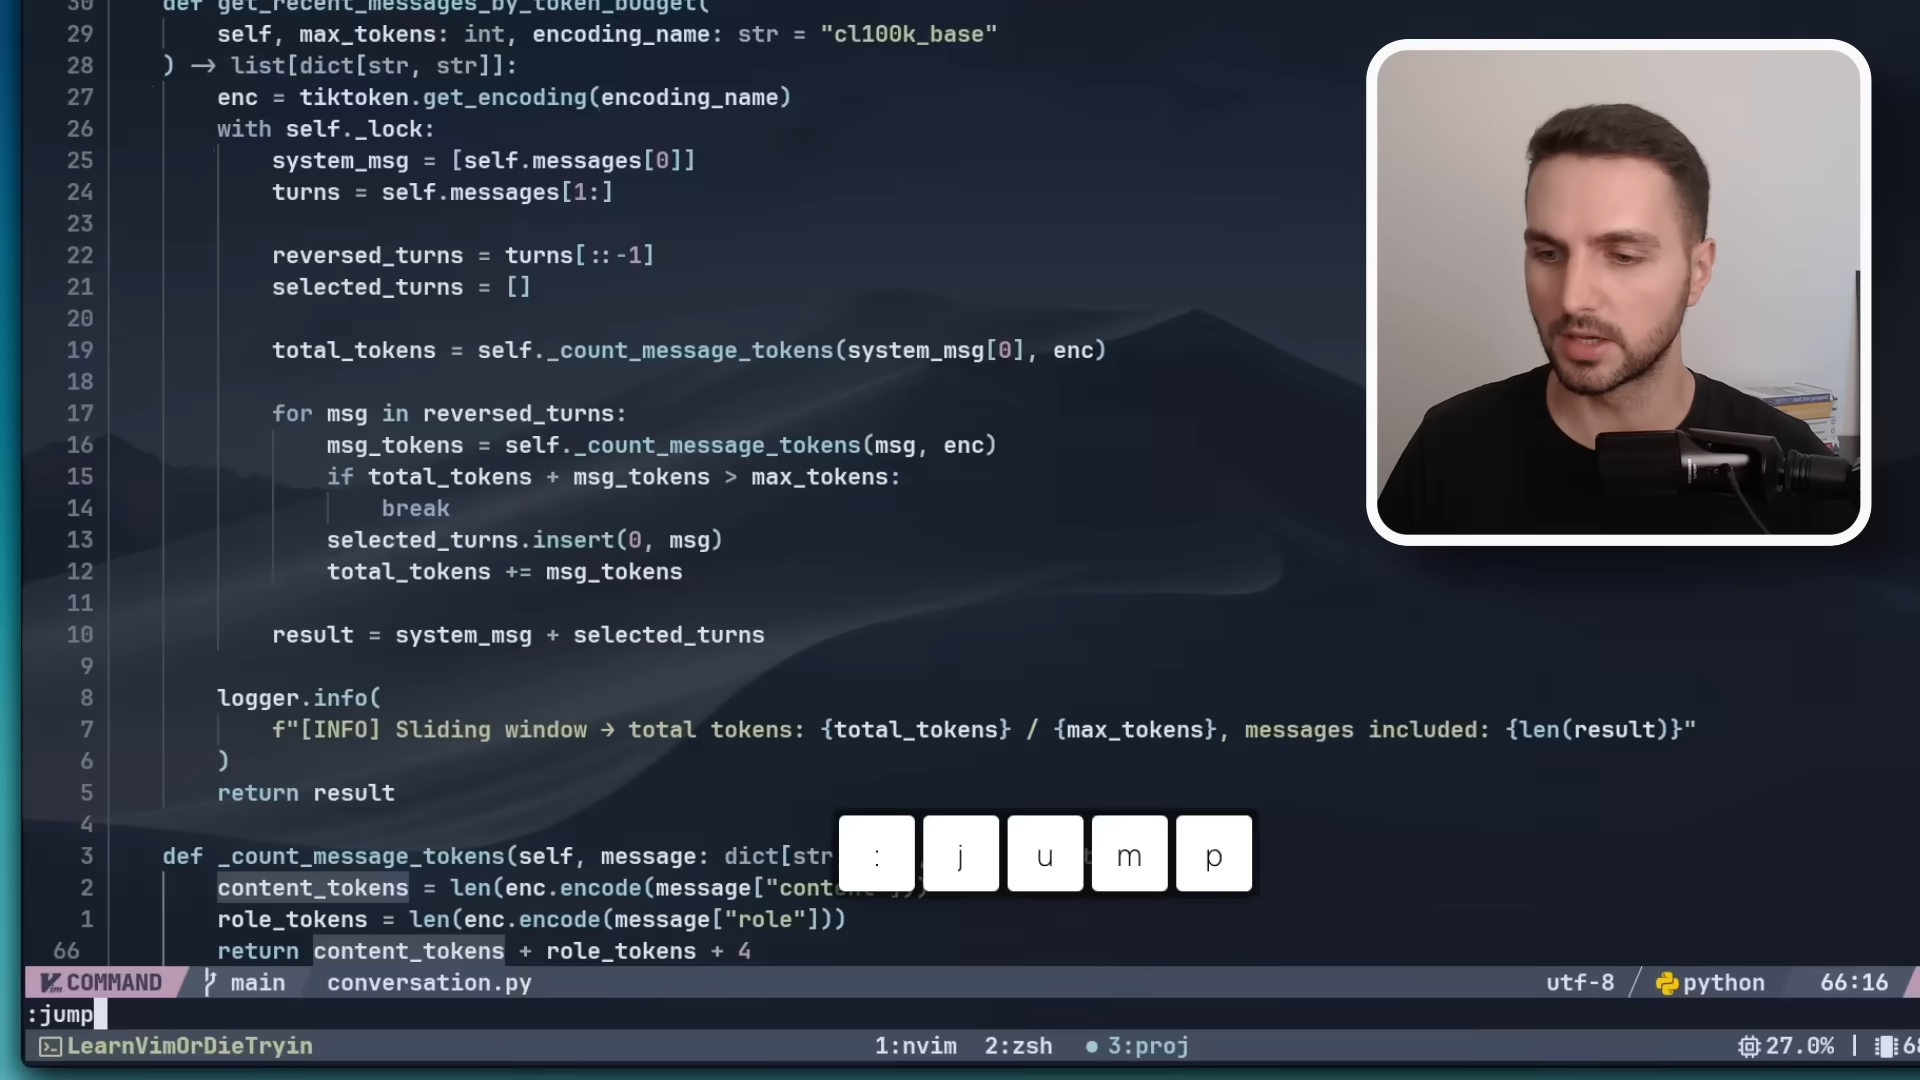 30 def get_recent_messages_by_token_budget(
29 self, max_tokens: int, encoding_name: str = "cl100k_base"
28 ) -> list[dict[str, str]]:
27 enc = tiktoken.get_encoding(encoding_name)
26 with self._lock:
25 system_msg = [self.messages[0]]
24 turns = self.messages[1:]
23
22 reversed_turns = turns[::-1]
21 selected_turns = []
20
19 total_tokens = self._count_message_tokens(system_msg[0], enc)
18
17 for msg in reversed_turns:
16 msg_tokens = self._count_message_tokens(msg, enc)
15 if total_tokens + msg_tokens > max_tokens:
14 break
13 selected_turns.insert(0, msg)
12 total_tokens += msg_tokens
11
10 result = system_msg + selected_turns
9
8 logger.info(
7 f"[INFO] Sliding window → total tokens: {total_tokens} / {max_tokens}, messages included: {len(result)}"
6 )
5 return result
4
3 def _count_message_tokens(self, message: dict[str
: j u m p
2 content_tokens = len(enc.encode(message["content"]))
1 role_tokens = len(enc.encode(message["role"]))
66 return content_tokens + role_tokens + 4
COMMAND main conversation.py utf-8 python 66:16
:jump
LearnVimOrDieTryin 1:nvim 2:zsh ● 3:proj 27.0% |